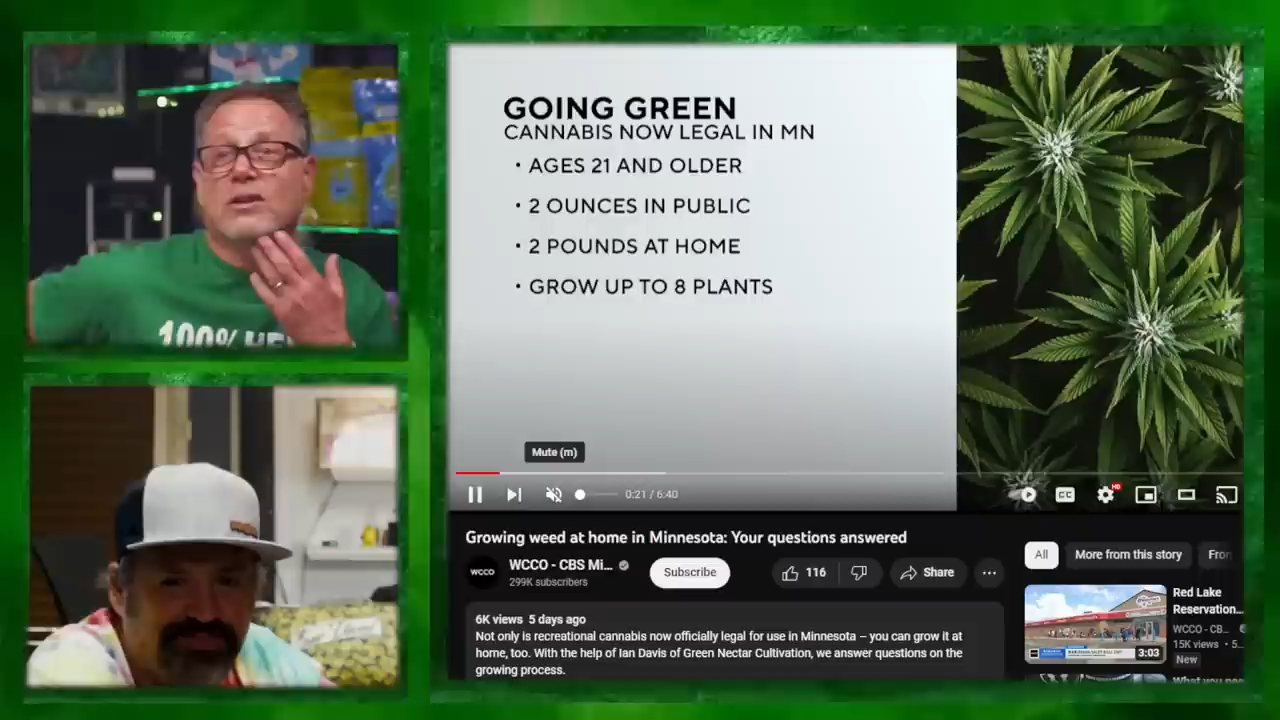 100%
GOING GREEN
CANNABIS NOW LEGAL IN MN
• AGES 21 AND OLDER
• 2 OUNCES IN PUBLIC
• 2 POUNDS AT HOME
• GROW UP TO 8 PLANTS
Mute (m)
0:21 / 6:40
CC
HD
Growing weed at home in Minnesota: Your questions answered
WCCO
WCCO - CBS Mi...
299K subscribers
Subscribe
116
Share
6K views 5 days ago
Not only is recreational cannabis now officially legal for use in Minnesota – you can grow it at
home, too. With the help of Ian Davis of Green Nectar Cultivation, we answer questions on the
growing process.
All
More from this story
Fron
Red Lake
Reservation...
WCCO - CB...
15K views • 5...
New
3:03